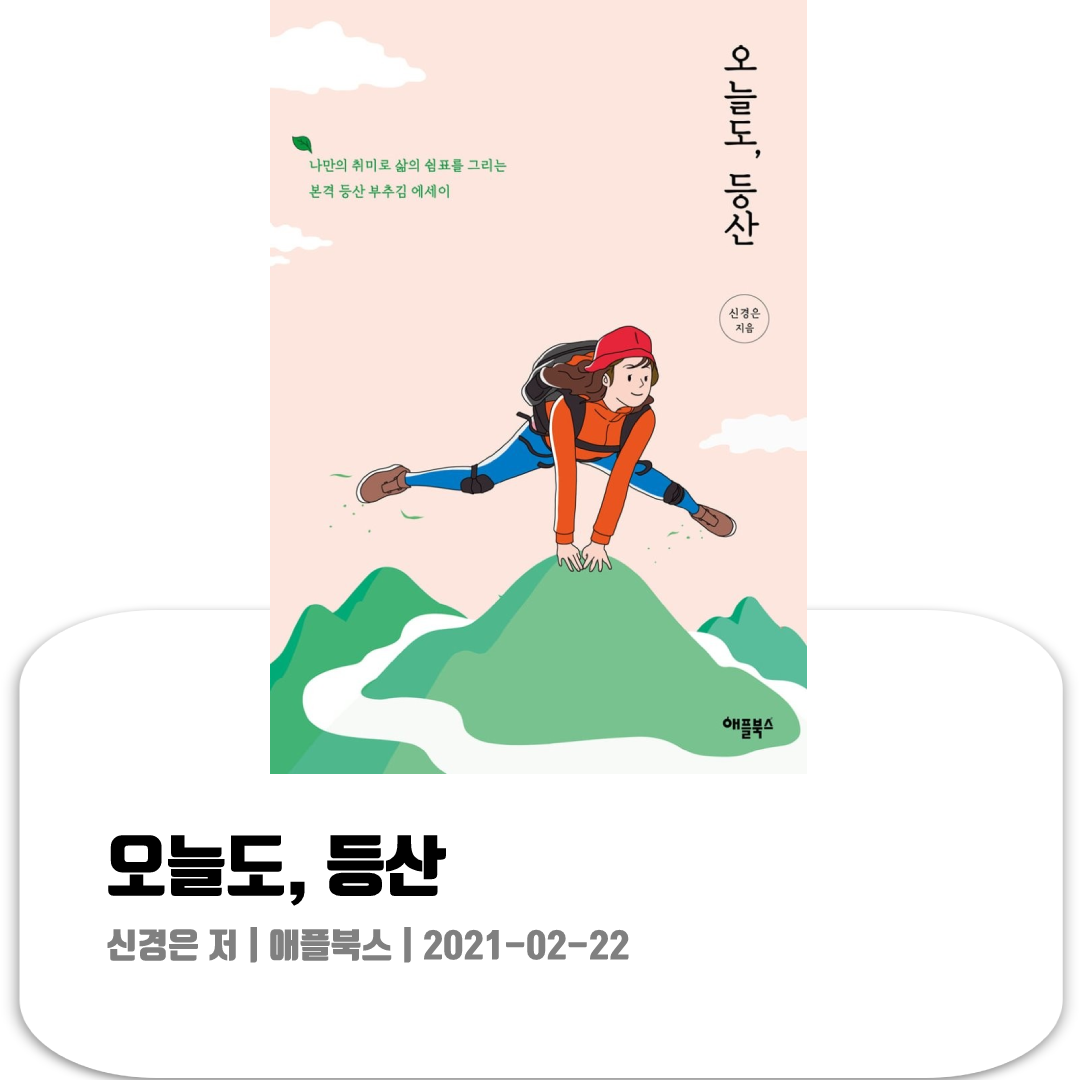 오늘도, 등산
나만의 취미로 삶의 쉼표를 그리는
본격 등산 부추김 에세이
신경은
지음
애플북스
오늘도, 등산
신경은 저 | 애플북스 | 2021-02-22